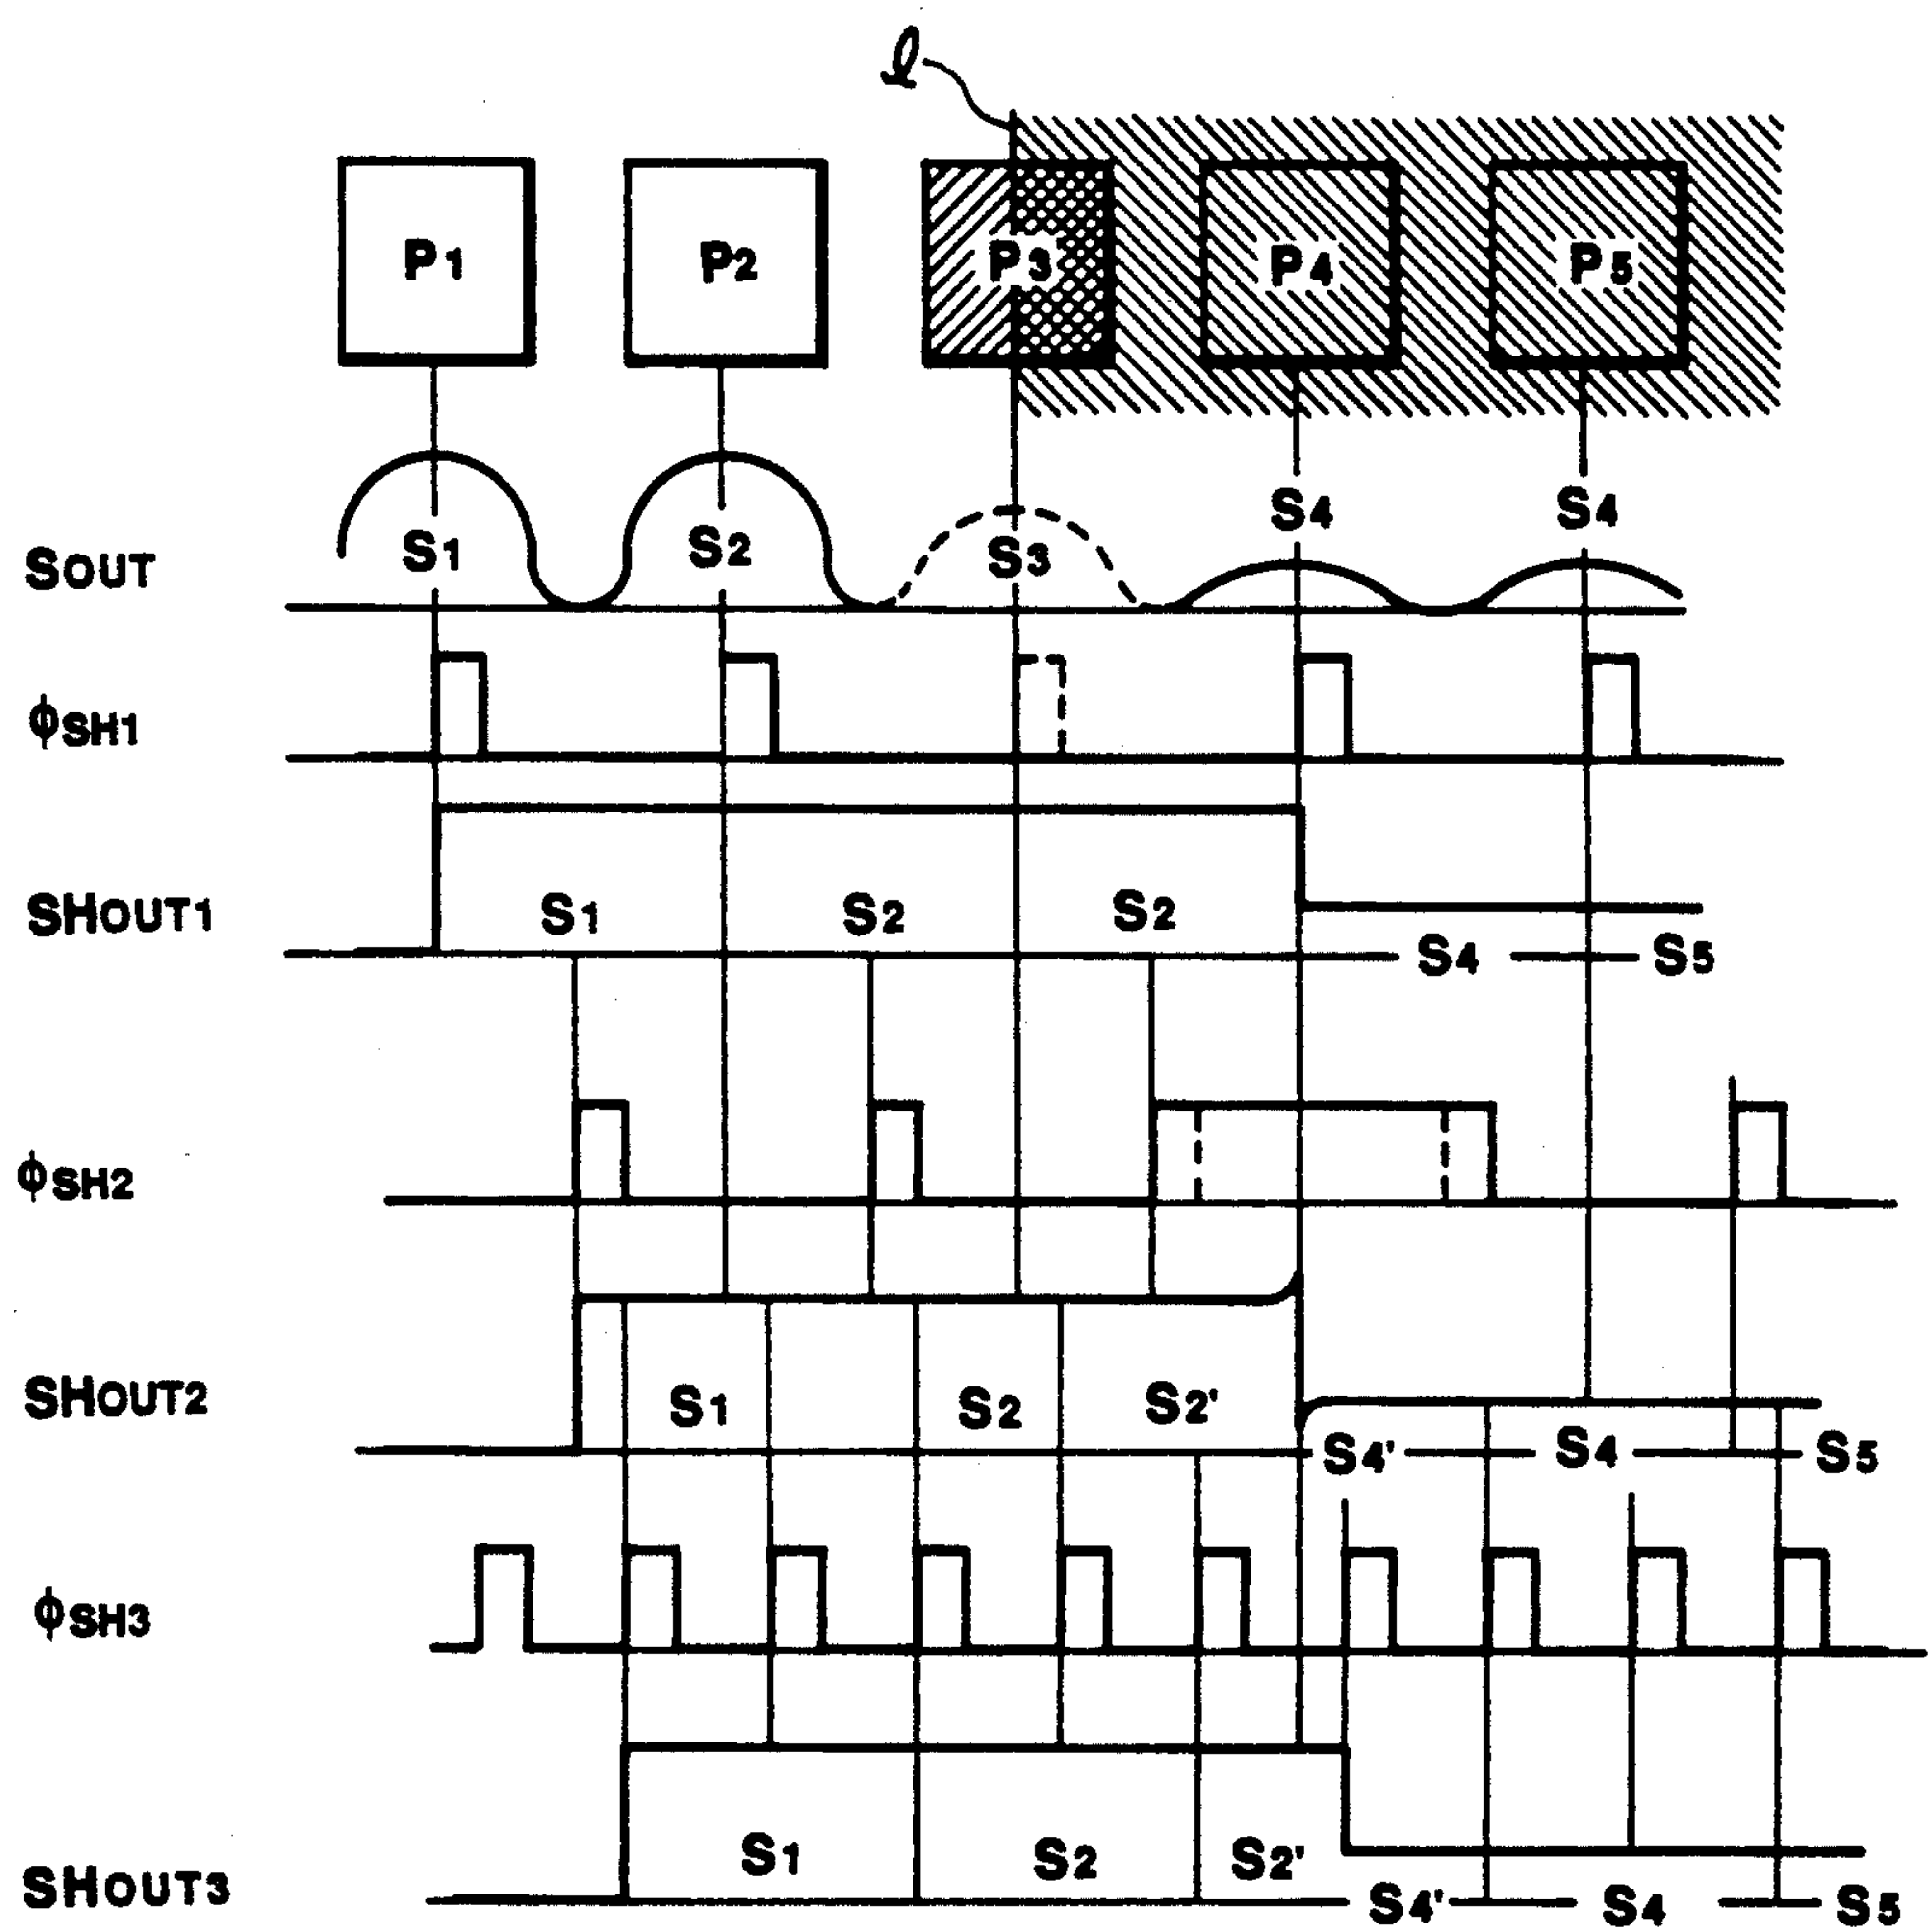 ℓ
P1 P2 P3 P4 P5
S4 S4
SOUT S1 S2 S3
ΦSH1
SHOUT1 S1 S2 S2
S4 S5
ΦSH2
SHOUT2 S1 S2 S2'
S4' S4 S5
ΦSH3
SHOUT3 S1 S2 S2'
S4' S4 S5